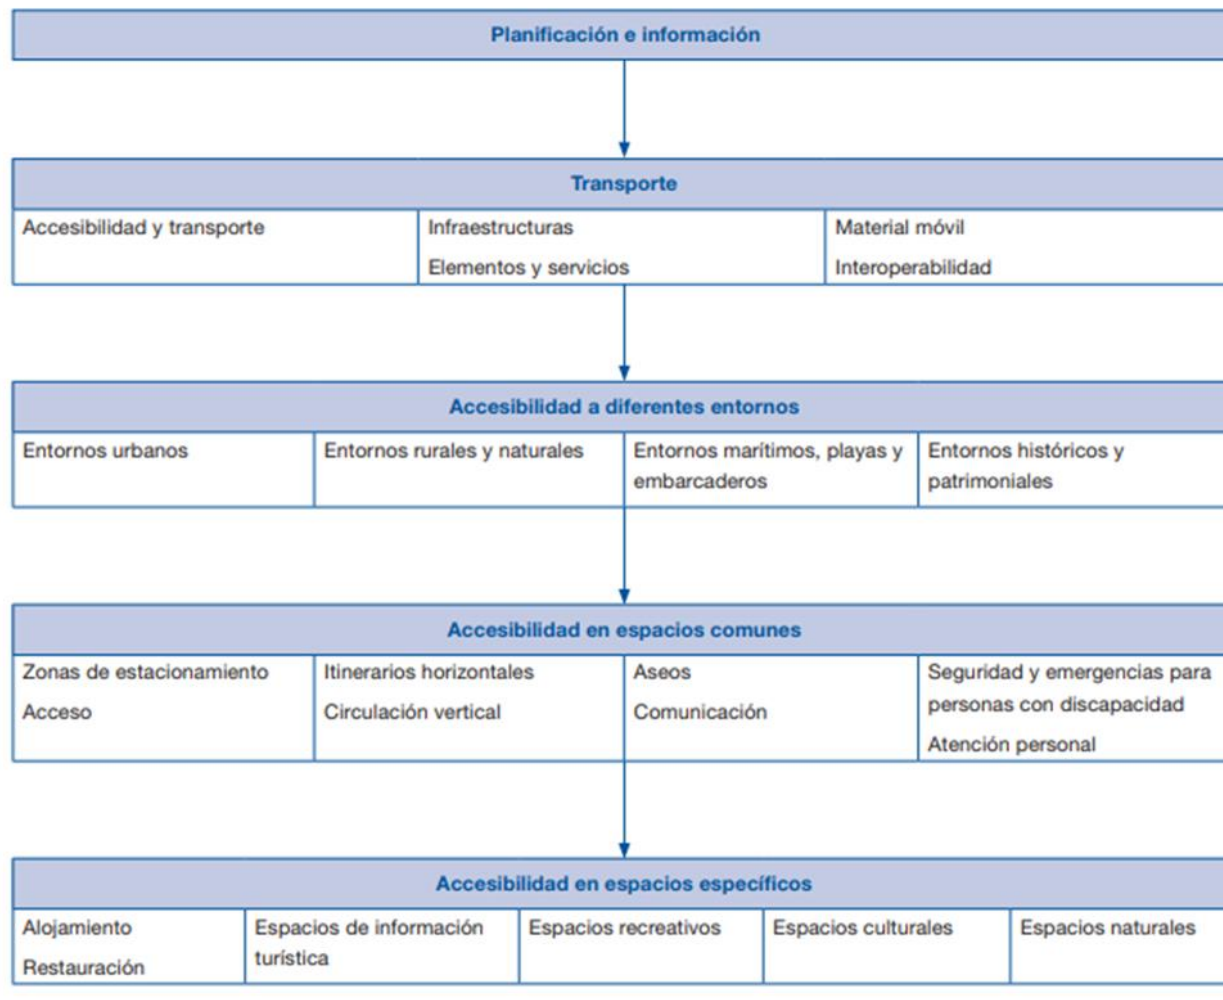 Planificación e información
Transporte
Accesibilidad y transporte
Infraestructuras
Elementos y servicios
Material móvil
Interoperabilidad
Accesibilidad a diferentes entornos
Entornos urbanos
Entornos rurales y naturales
Entornos marítimos, playas y
embarcaderos
Entornos históricos y
patrimoniales
Accesibilidad en espacios comunes
Zonas de estacionamiento
Acceso
Itinerarios horizontales
Circulación vertical
Aseos
Comunicación
Seguridad y emergencias para
personas con discapacidad
Atención personal
Accesibilidad en espacios específicos
Alojamiento
Restauración
Espacios de información
turística
Espacios recreativos
Espacios culturales
Espacios naturales